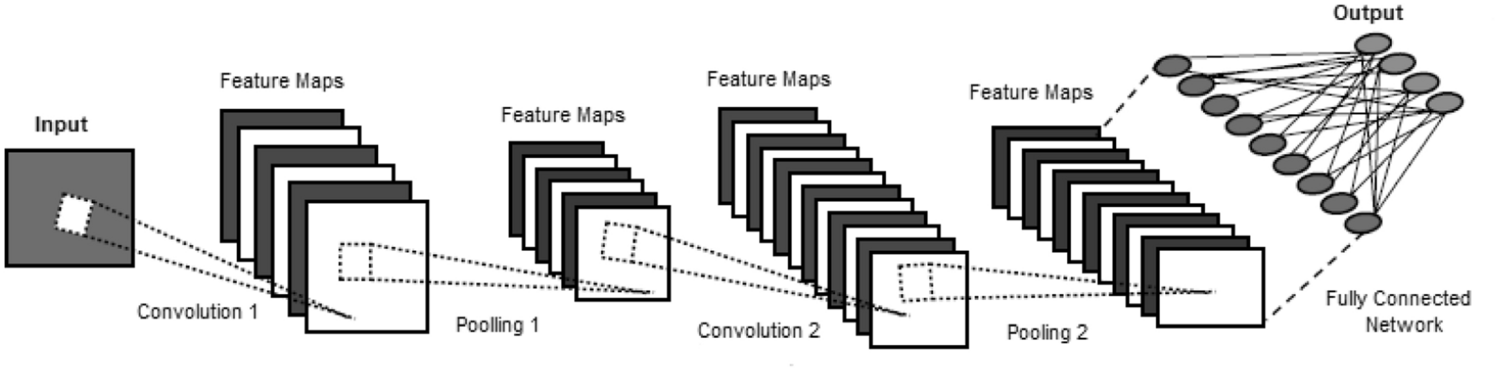 Output
Feature Maps
Feature Maps
Feature Maps
Feature Maps
Input
Convolution 1
Poolling 1
Convolution 2
Pooling 2
Fully Connected
Network